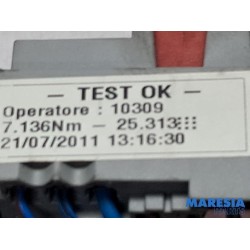 - TEST OK -
Operatore : 10309
7.136Nm - 25.313
21/07/2011 13:16:30
MARESIA